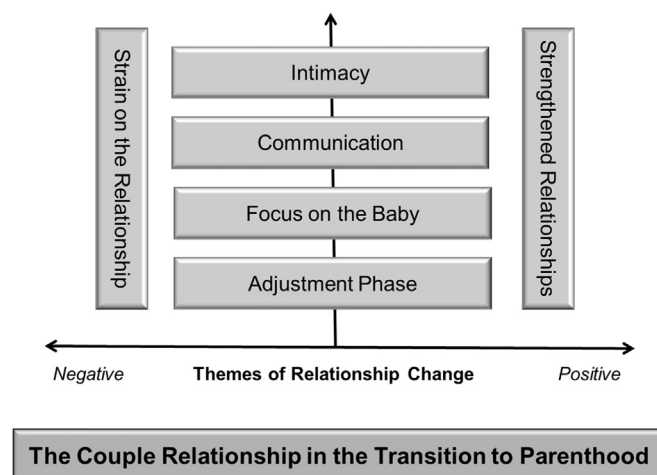 Strain on the Relationship
Intimacy
Communication
Focus on the Baby
Adjustment Phase
Strengthened Relationships
Negative
Themes of Relationship Change
Positive
The Couple Relationship in the Transition to Parenthood